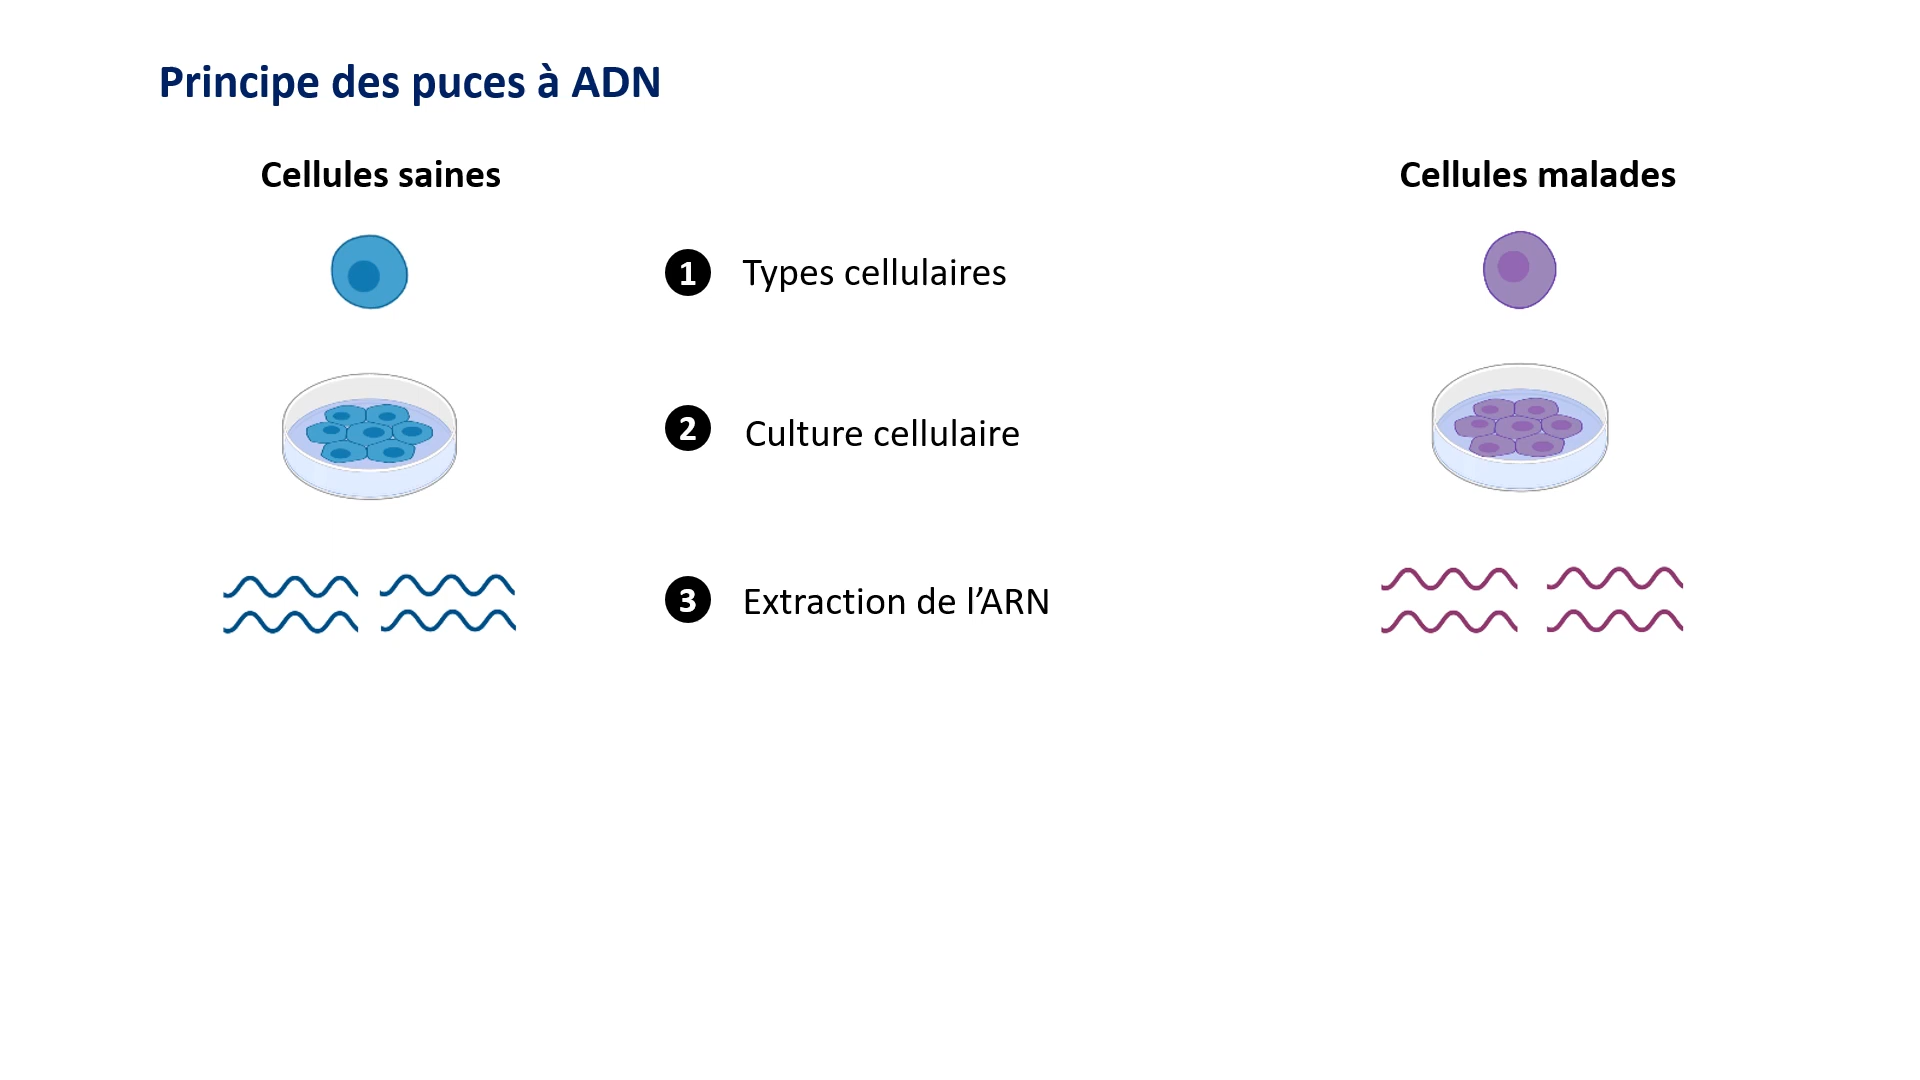 Principe des puces à ADN
Cellules saines
Cellules malades
1 Types cellulaires
2 Culture cellulaire
3 Extraction de l’ARN